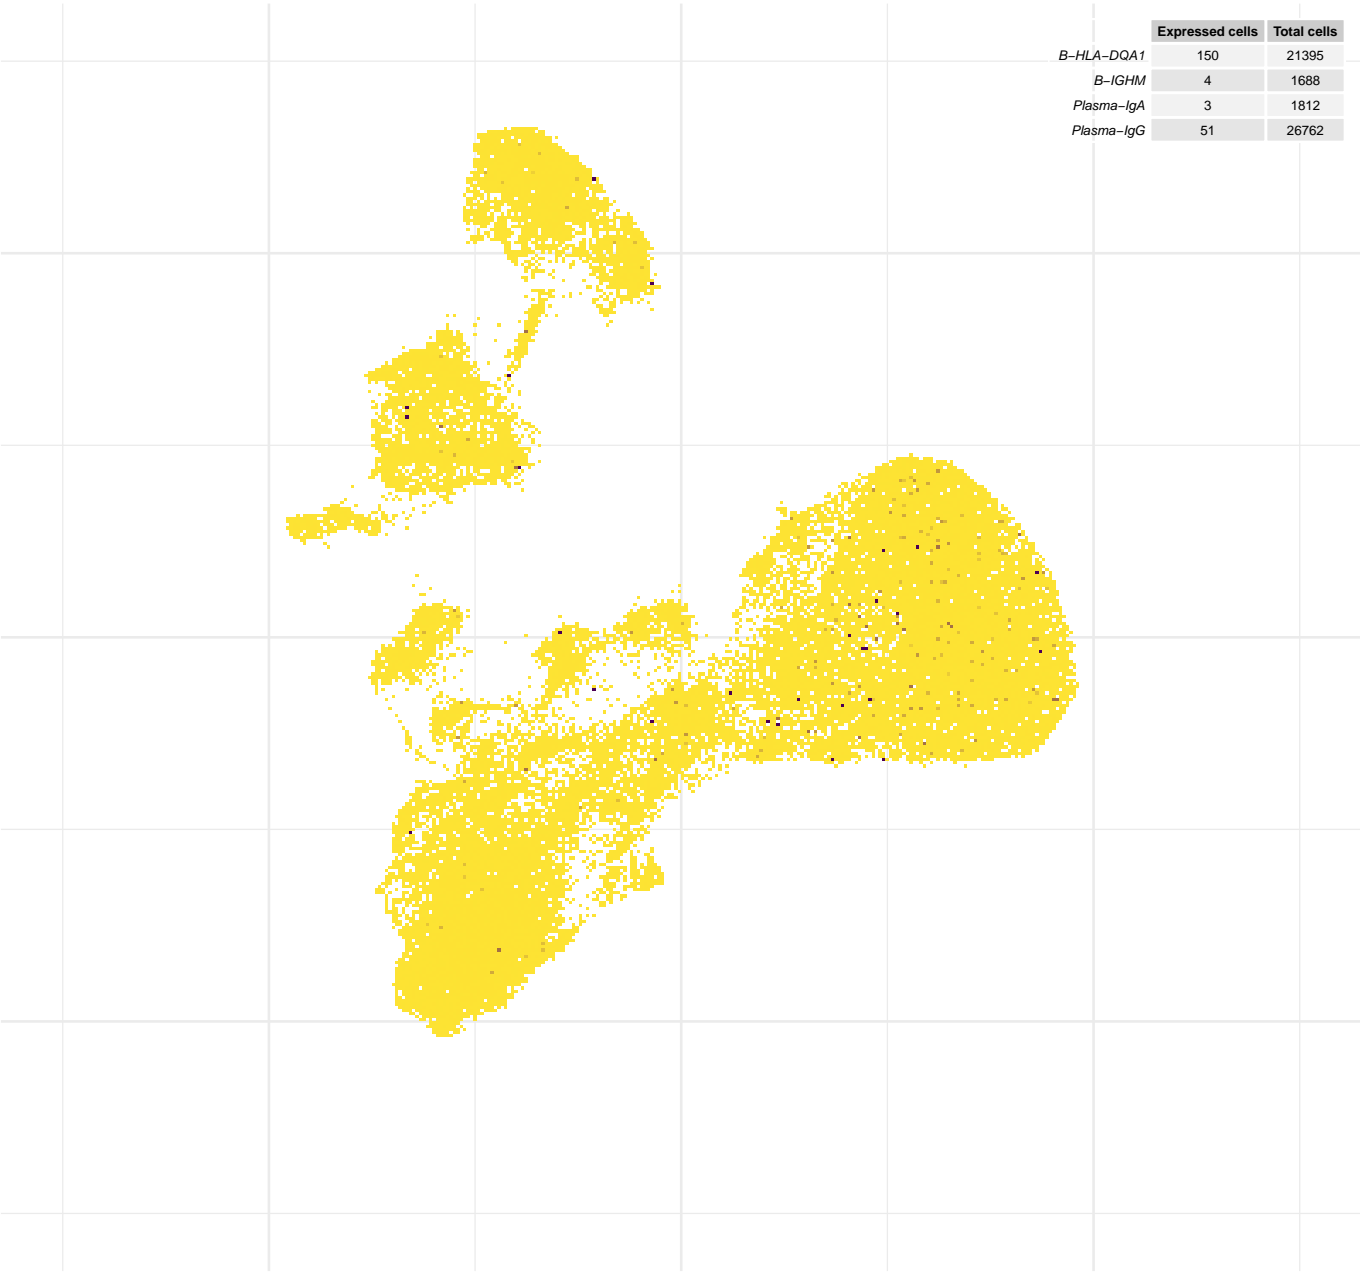 Expressed cells Total cells
B−HLA−DQA1 150 21395
B−IGHM 4 1688
Plasma−IgA 3 1812
Plasma−IgG 51 26762